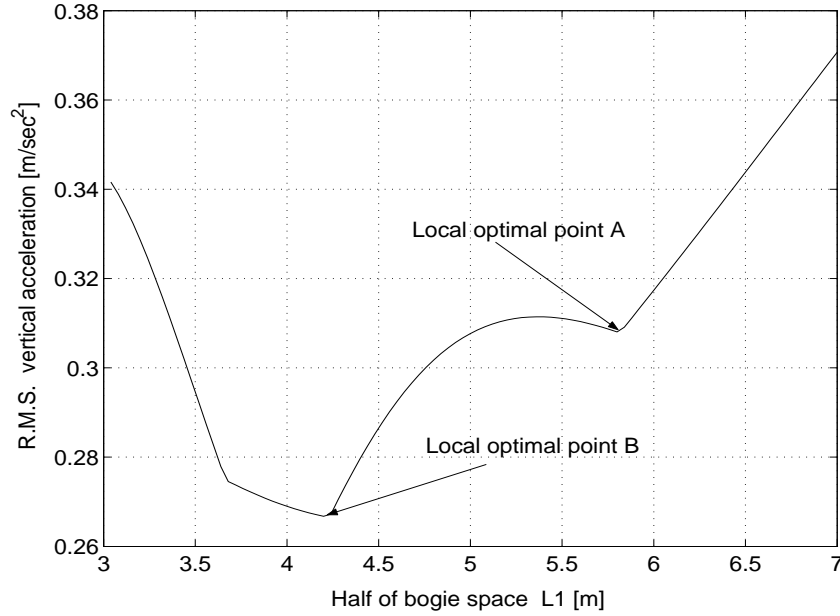 0.38
0.36
0.34
0.32
0.3
0.28
0.26
R.M.S. vertical acceleration [m/sec²]
Local optimal point A
Local optimal point B
3 3.5 4 4.5 5 5.5 6 6.5 7
Half of bogie space L1 [m]